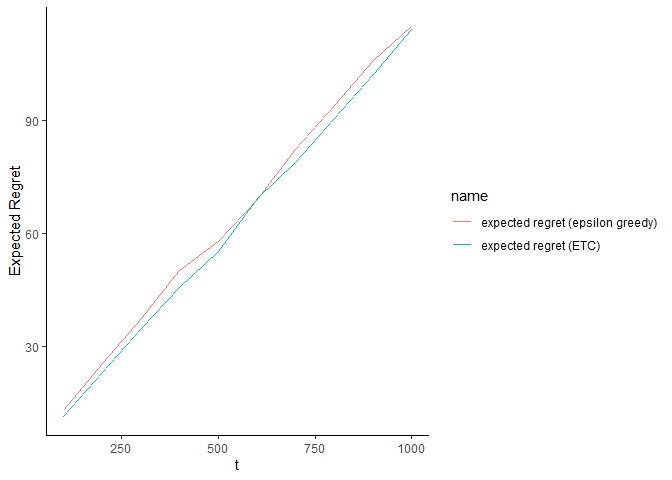 Expected Regret
90
60
30
250
500
750
1000
t
name
expected regret (epsilon greedy)
expected regret (ETC)